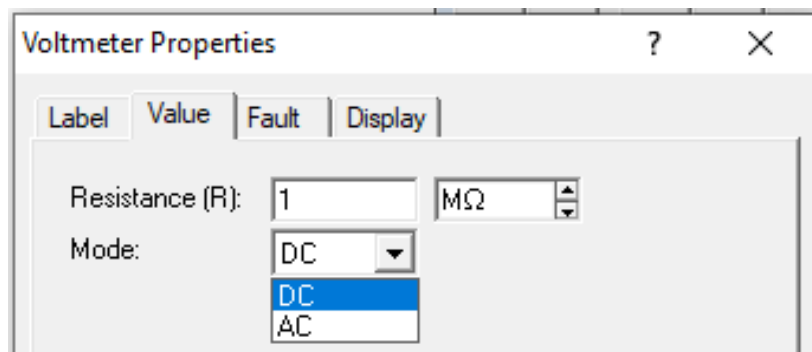 Voltmeter Properties ? ×
Label Value Fault Display
Resistance (R): 1 MΩ
Mode: DC
DC
AC